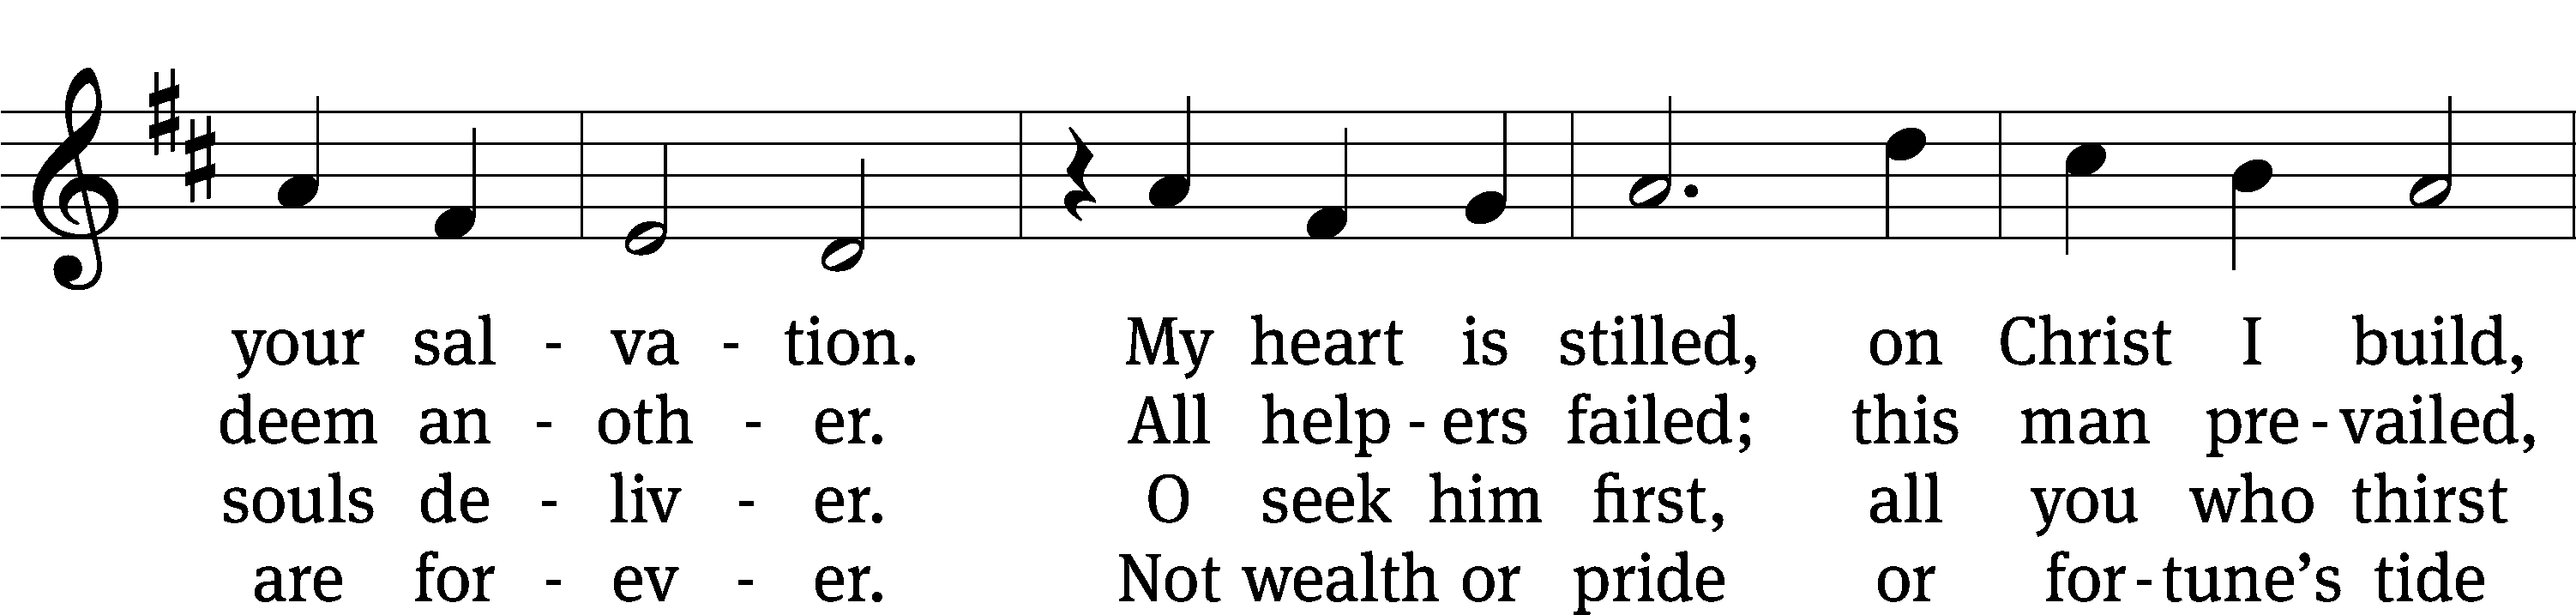 your sal - va - tion. My heart is stilled, on Christ I build,
deem an - oth - er. All help - ers failed; this man pre - vailed,
souls de - liv - er. O seek him first, all you who thirst
are for - ev - er. Not wealth or pride or for - tune’s tide